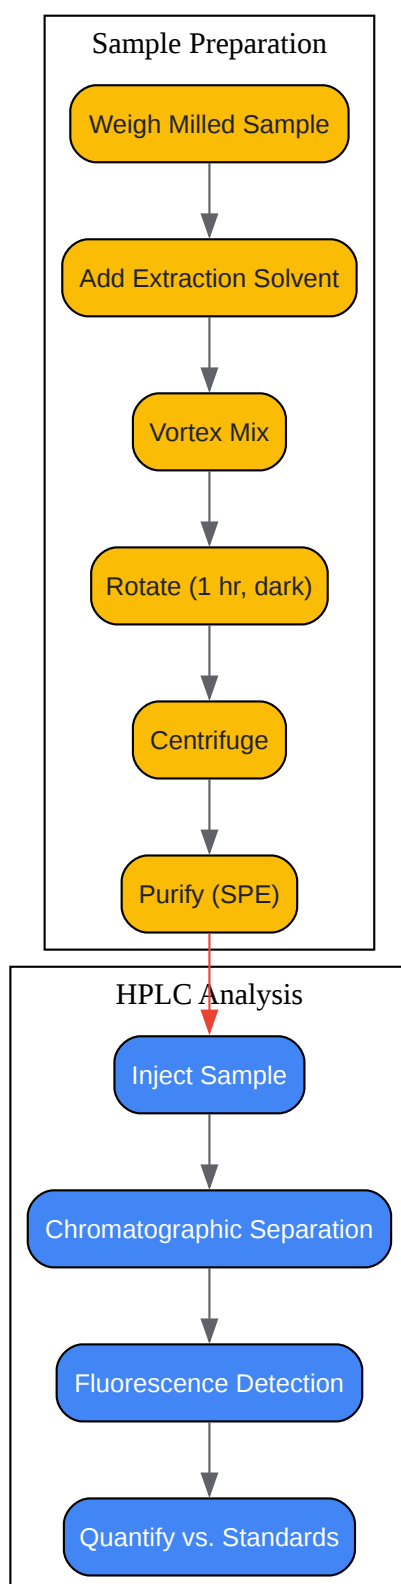 Sample Preparation
Weigh Milled Sample
Add Extraction Solvent
Vortex Mix
Rotate (1 hr, dark)
Centrifuge
Purify (SPE)
HPLC Analysis
Inject Sample
Chromatographic Separation
Fluorescence Detection
Quantify vs. Standards